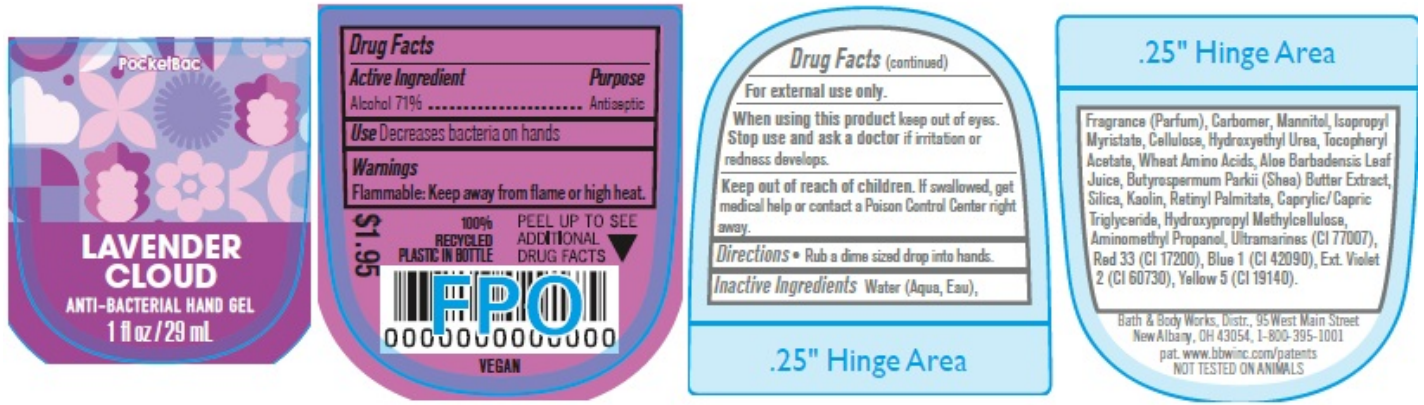 PocketBac
LAVENDER
CLOUD
ANTI-BACTERIAL HAND GEL
1 fl oz / 29 mL
Drug Facts
Active Ingredient Purpose
Alcohol 71% ........................ Antiseptic
Use Decreases bacteria on hands
Warnings
Flammable: Keep away from flame or high heat.
$1.95
100%
RECYCLED
PLASTIC IN BOTTLE
PEEL UP TO SEE
ADDITIONAL
DRUG FACTS ▼
FPO
0000000000000
VEGAN
Drug Facts (continued)
For external use only.
When using this product keep out of eyes.
Stop use and ask a doctor if irritation or
redness develops.
Keep out of reach of children. If swallowed, get
medical help or contact a Poison Control Center right
away.
Directions • Rub a dime sized drop into hands.
Inactive Ingredients Water (Aqua, Eau),
.25" Hinge Area
.25" Hinge Area
Fragrance (Parfum), Carbomer, Mannitol, Isopropyl
Myristate, Cellulose, Hydroxyethyl Urea, Tocopheryl
Acetate, Wheat Amino Acids, Aloe Barbadensis Leaf
Juice, Butyrospermum Parkii (Shea) Butter Extract,
Silica, Kaolin, Retinyl Palmitate, Caprylic/Capric
Triglyceride, Hydroxypropyl Methylcellulose,
Aminomethyl Propanol, Ultramarines (CI 77007),
Red 33 (CI 17200), Blue 1 (CI 42090), Ext. Violet
2 (CI 60730), Yellow 5 (CI 19140).
Bath & Body Works, Distr., 95 West Main Street
New Albany, OH 43054, 1-800-395-1001
pat. www.bbwinc.com/patents
NOT TESTED ON ANIMALS